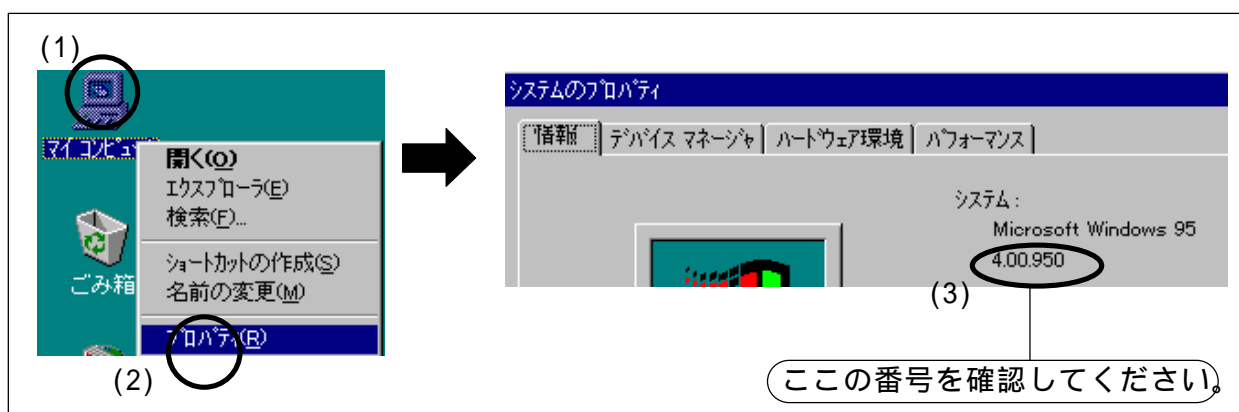 (1)
マイ コンピュータ
開く(O)
エクスプローラ(E)
検索(F)...
ショートカットの作成(S)
名前の変更(M)
プロパティ(R)
ごみ箱
(2)
システムのプロパティ
情報 デバイス マネージャ ハードウェア環境 パフォーマンス
システム:
Microsoft Windows 95
4.00.950
(3)
ここの番号を確認してください。